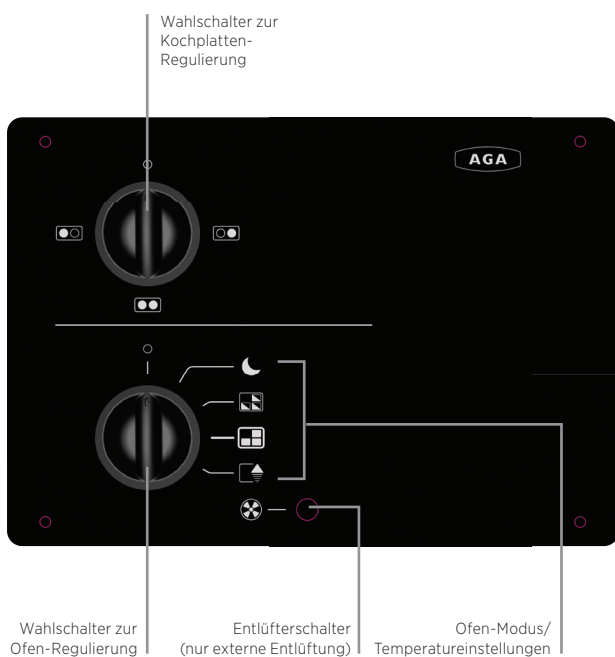 Wahlschalter zur
Kochplatten-
Regulierung
AGA
Wahlschalter zur
Ofen-Regulierung
Entlüfterschalter
(nur externe Entlüftung)
Ofen-Modus/
Temperatureinstellungen